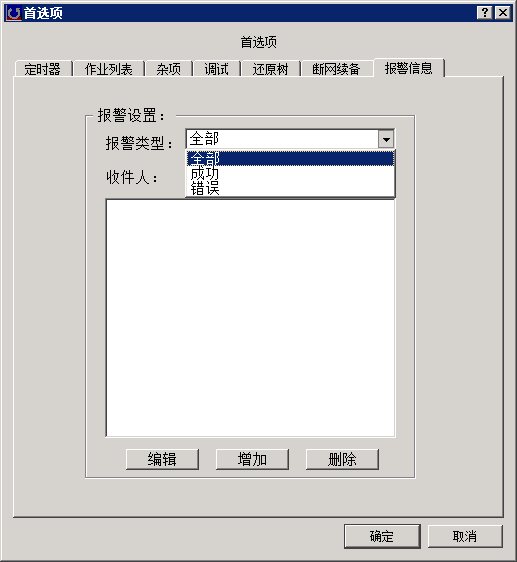 首选项
首选项
定时器 作业列表 杂项 调试 还原树 断网续备 报警信息
报警设置：
报警类型： 全部
全部
成功
错误
收件人：
编辑 增加 删除
确定 取消